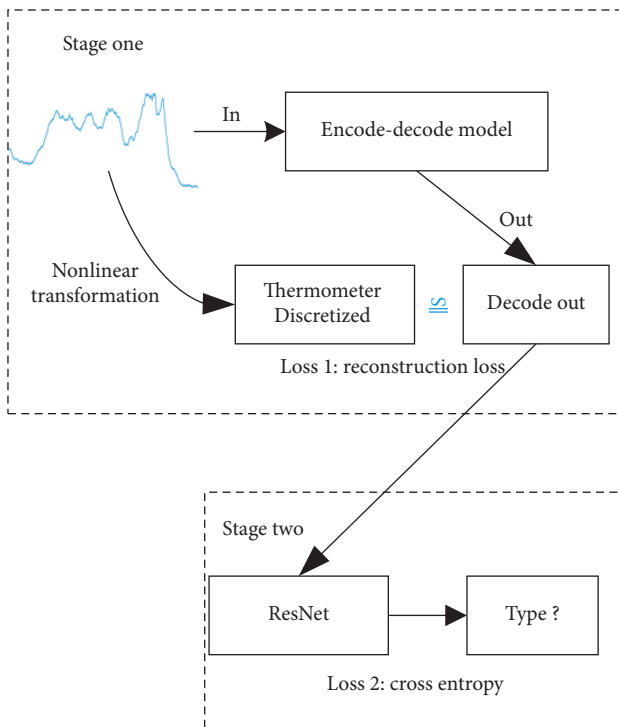 Stage one
In
Encode-decode model
Out
Nonlinear
transformation
Thermometer
Discretized
Decode out
Loss 1: reconstruction loss
Stage two
ResNet
Type ?
Loss 2: cross entropy